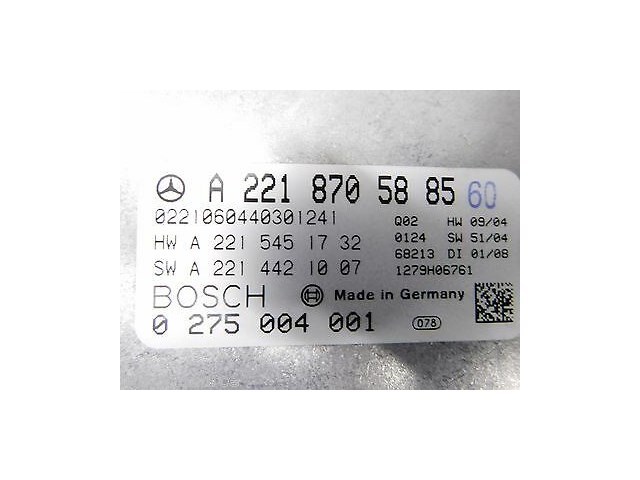 A 221 870 58 85 60
0221060440301241 Q02 HW 09/04
HW A 221 545 17 32 0124 SW 51/04
68213 DI 01/08
SW A 221 442 10 07 1279H06761
BOSCH Made in Germany
0 275 004 001 078